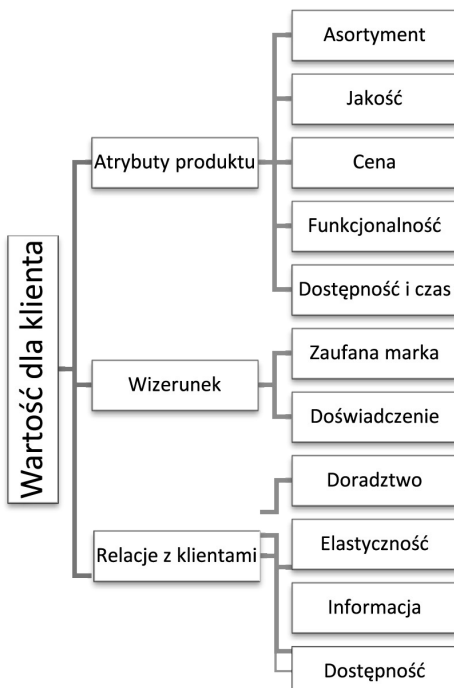 Wartość dla klienta
Atrybuty produktu
Asortyment
Jakość
Cena
Funkcjonalność
Dostępność i czas
Wizerunek
Zaufana marka
Doświadczenie
Relacje z klientami
Doradztwo
Elastyczność
Informacja
Dostępność